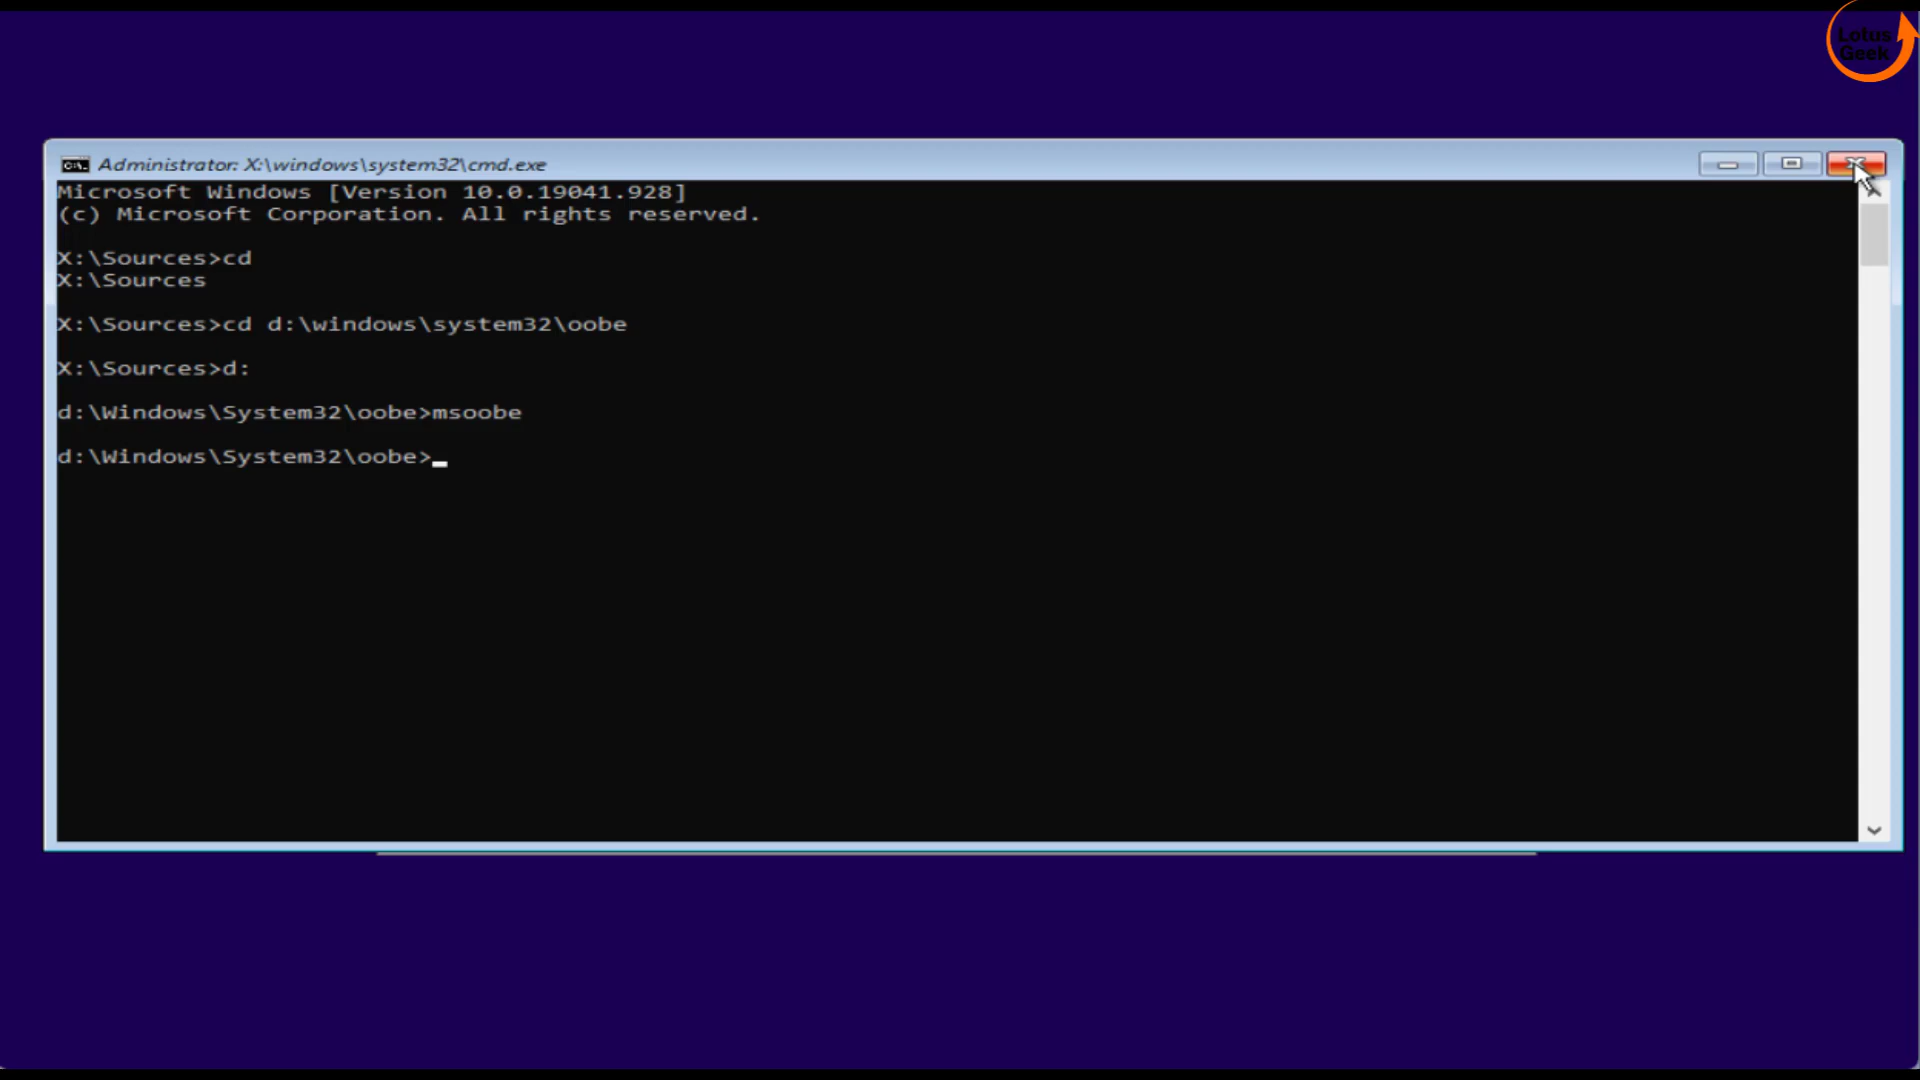 Lotus
Geek
Administrator: X:\windows\system32\cmd.exe
Microsoft Windows [Version 10.0.19041.928]
(c) Microsoft Corporation. All rights reserved.
X:\Sources>cd
X:\Sources
X:\Sources>cd d:\windows\system32\oobe
X:\Sources>d:
d:\Windows\System32\oobe>msoobe
d:\Windows\System32\oobe>